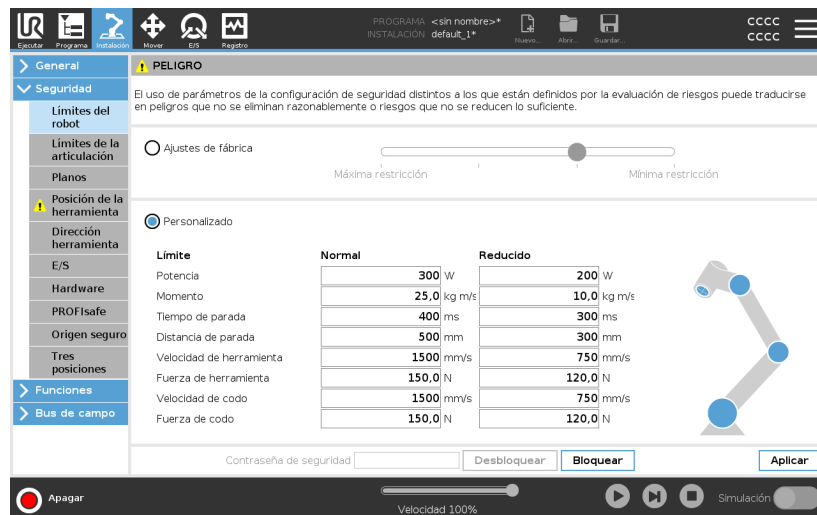 PROGRAMA <sin nombre>*
INSTALACIÓN default_1*
cccc
cccc
Ejecutar Programa Instalación Mover E/S Registro Nuevo... Abrir... Guardar...
General
Seguridad
Límites del
robot
Límites de la
articulación
Planos
Posición de la
herramienta
Dirección
herramienta
E/S
Hardware
PROFIsafe
Origen seguro
Tres
posiciones
Funciones
Bus de campo
PELIGRO
El uso de parámetros de la configuración de seguridad distintos a los que están definidos por la evaluación de riesgos puede traducirse
en peligros que no se eliminan razonablemente o riesgos que no se reducen lo suficiente.
Ajustes de fábrica
Máxima restricción Mínima restricción
Personalizado
Límite Normal Reducido
Potencia 300 W 200 W
Momento 25,0 kg m/s 10,0 kg m/s
Tiempo de parada 400 ms 300 ms
Distancia de parada 500 mm 300 mm
Velocidad de herramienta 1500 mm/s 750 mm/s
Fuerza de herramienta 150,0 N 120,0 N
Velocidad de codo 1500 mm/s 750 mm/s
Fuerza de codo 150,0 N 120,0 N
Contraseña de seguridad Desbloquear Bloquear Aplicar
Apagar Velocidad 100% Simulación